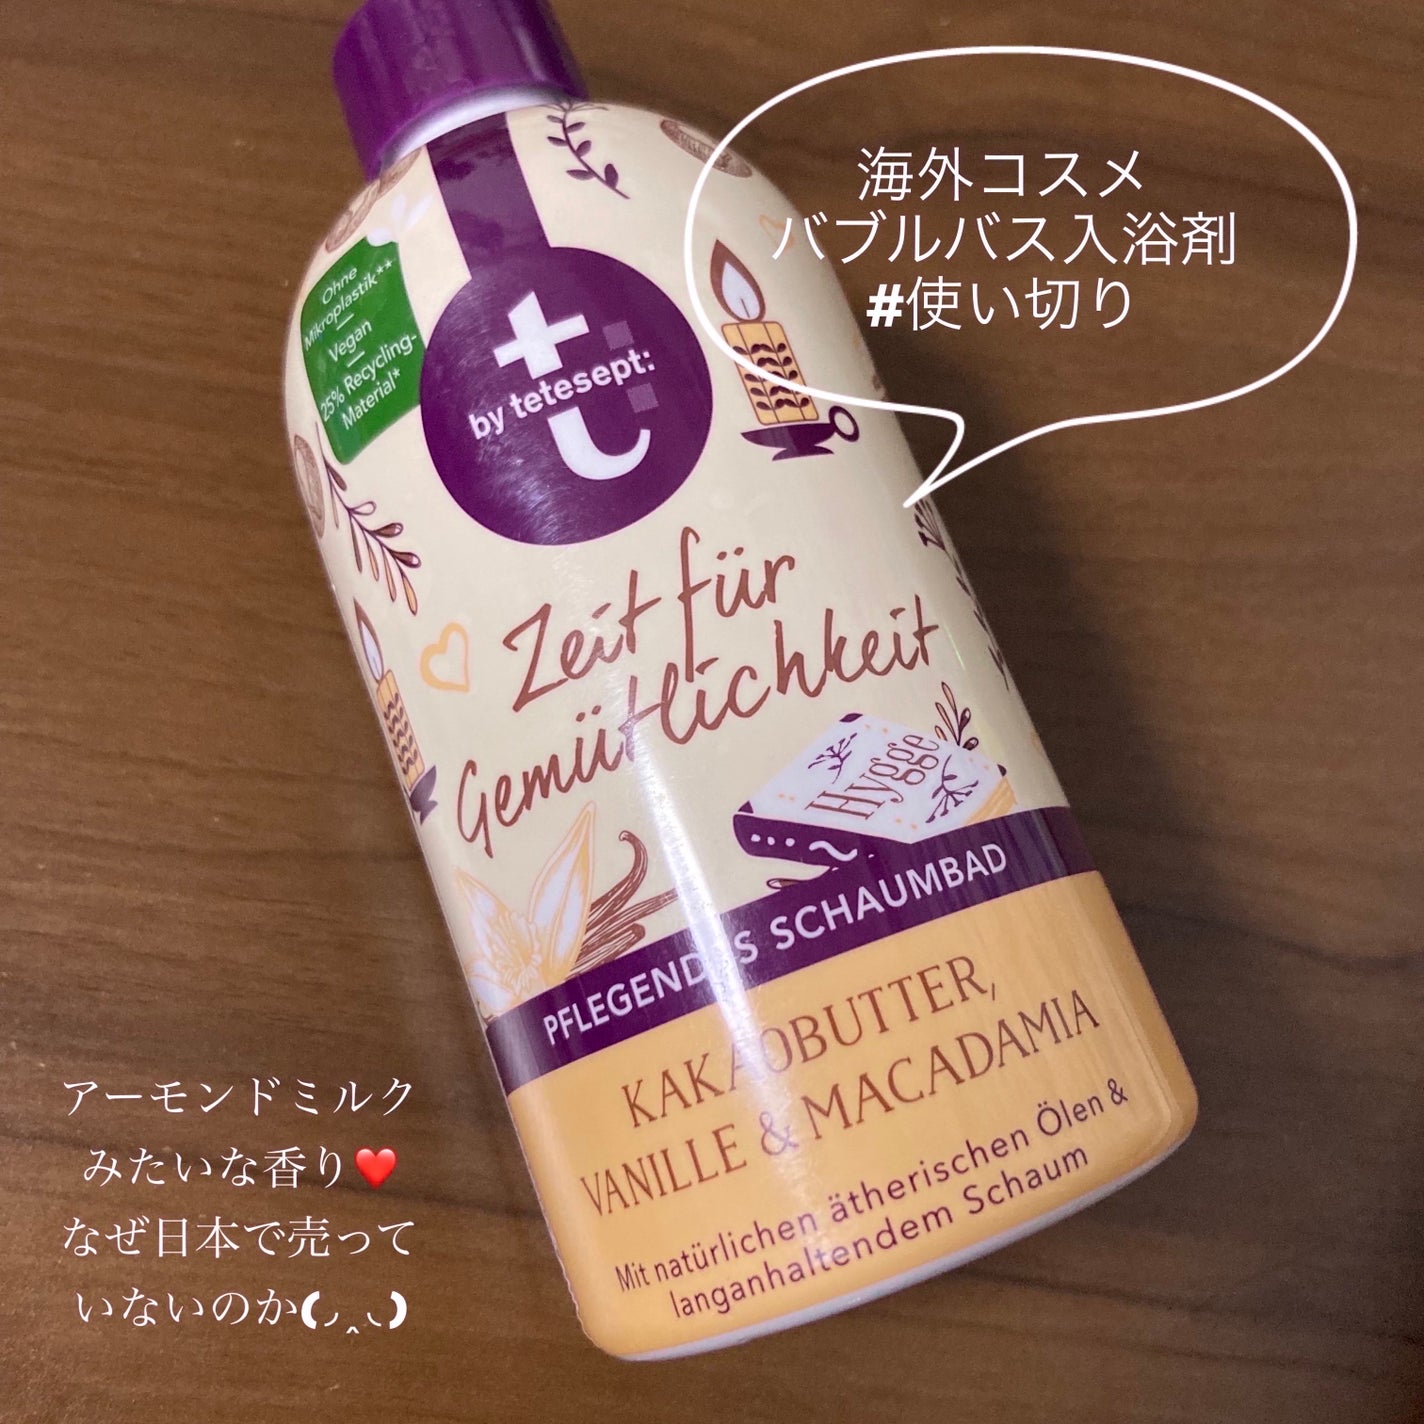 海外コスメ
バブルバス入浴剤
#使い切り
Ohne
Mikroplastik**
Vegan
25% Recycling-
Material*
by tetesept:
Zeit für
Gemütlichkeit
Hygge
PFLEGENDES SCHAUMBAD
KAKAOBUTTER,
VANILLE & MACADAMIA
Mit natürlichen ätherischen Ölen &
langanhaltendem Schaum
アーモンドミルク
みたいな香り❤️
なぜ日本で売って
いないのか